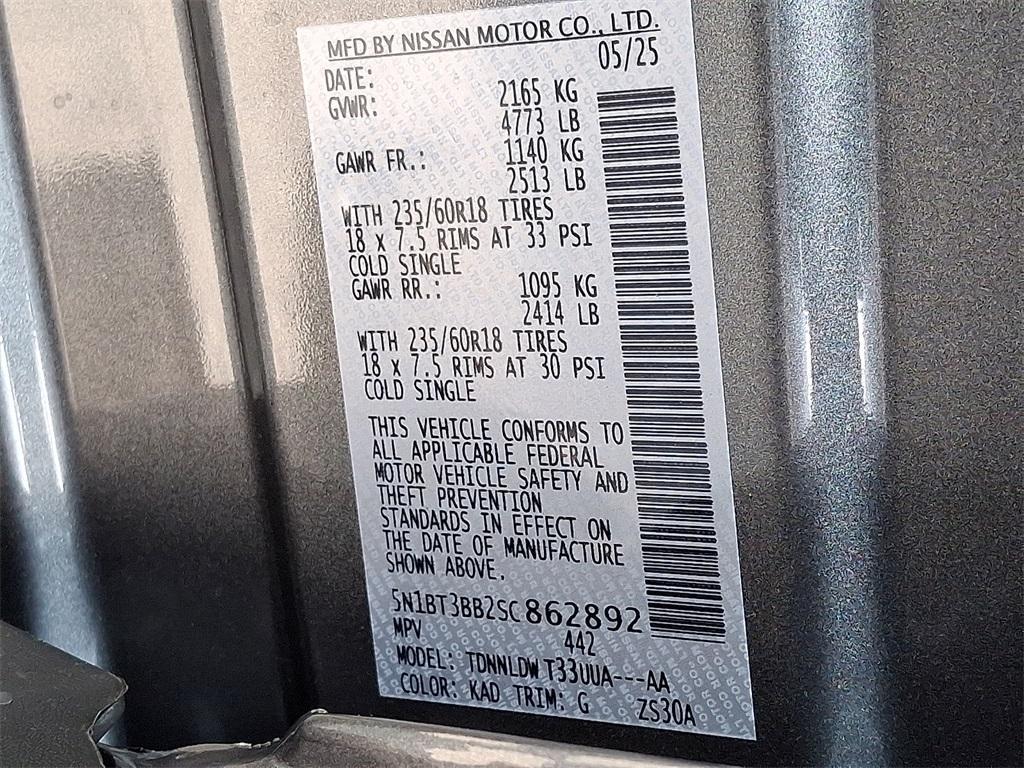 MFD BY NISSAN MOTOR CO., LTD.
DATE: 05/25
GVWR: 2165 KG
4773 LB
GAWR FR.: 1140 KG
2513 LB
WITH 235/60R18 TIRES
18 x 7.5 RIMS AT 33 PSI
COLD SINGLE
GAWR RR.: 1095 KG
2414 LB
WITH 235/60R18 TIRES
18 x 7.5 RIMS AT 30 PSI
COLD SINGLE
THIS VEHICLE CONFORMS TO
ALL APPLICABLE FEDERAL
MOTOR VEHICLE SAFETY AND
THEFT PREVENTION
STANDARDS IN EFFECT ON
THE DATE OF MANUFACTURE
SHOWN ABOVE.
5N1BT3BB2SC862892
MPV 442
MODEL: TDNNLDW T33UUA---AA
COLOR: KAD TRIM: G ZS30A